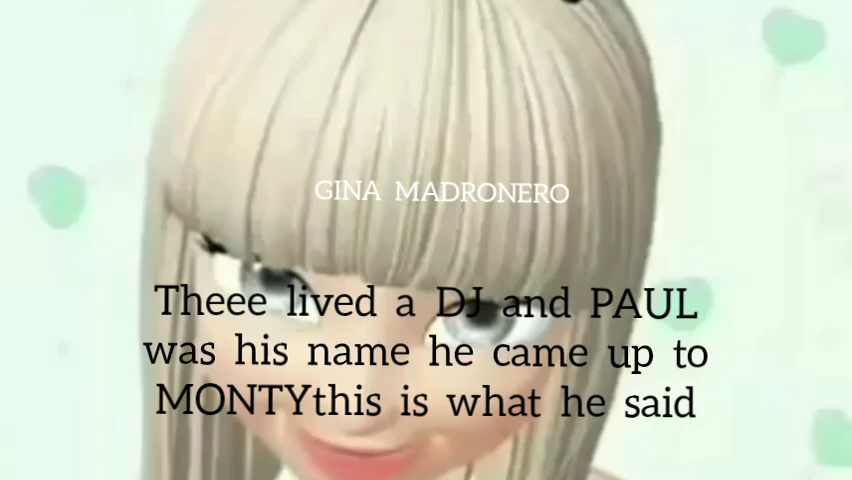 GINA MADRONERO
Theee lived a DJ and PAUL
was his name he came up to
MONTYthis is what he said